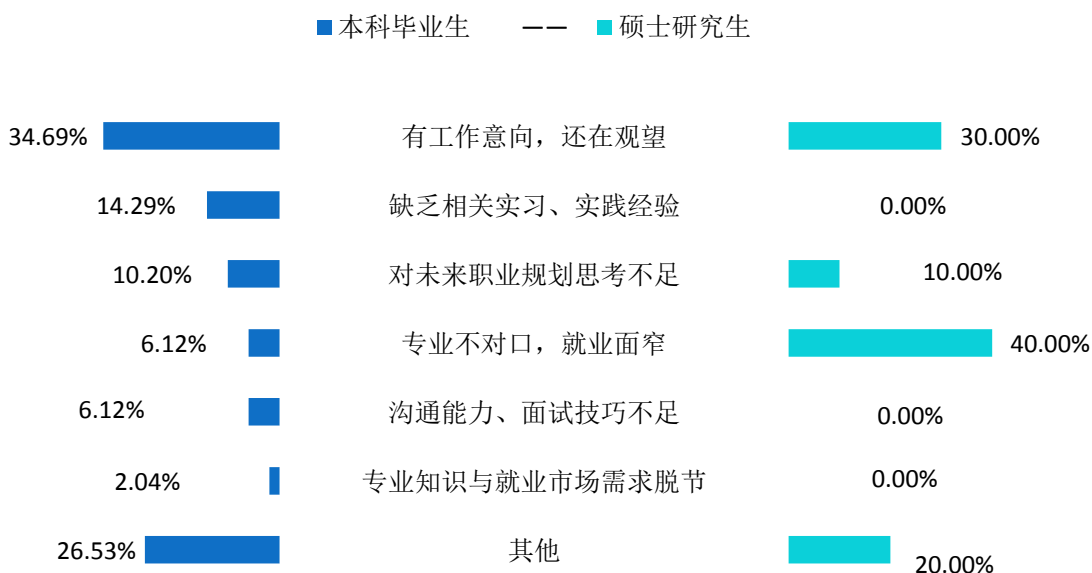 本科毕业生 —— 硕士研究生
34.69% 有工作意向，还在观望 30.00%
14.29% 缺乏相关实习、实践经验 0.00%
10.20% 对未来职业规划思考不足 10.00%
6.12% 专业不对口，就业面窄 40.00%
6.12% 沟通能力、面试技巧不足 0.00%
2.04% 专业知识与就业市场需求脱节 0.00%
26.53% 其他 20.00%